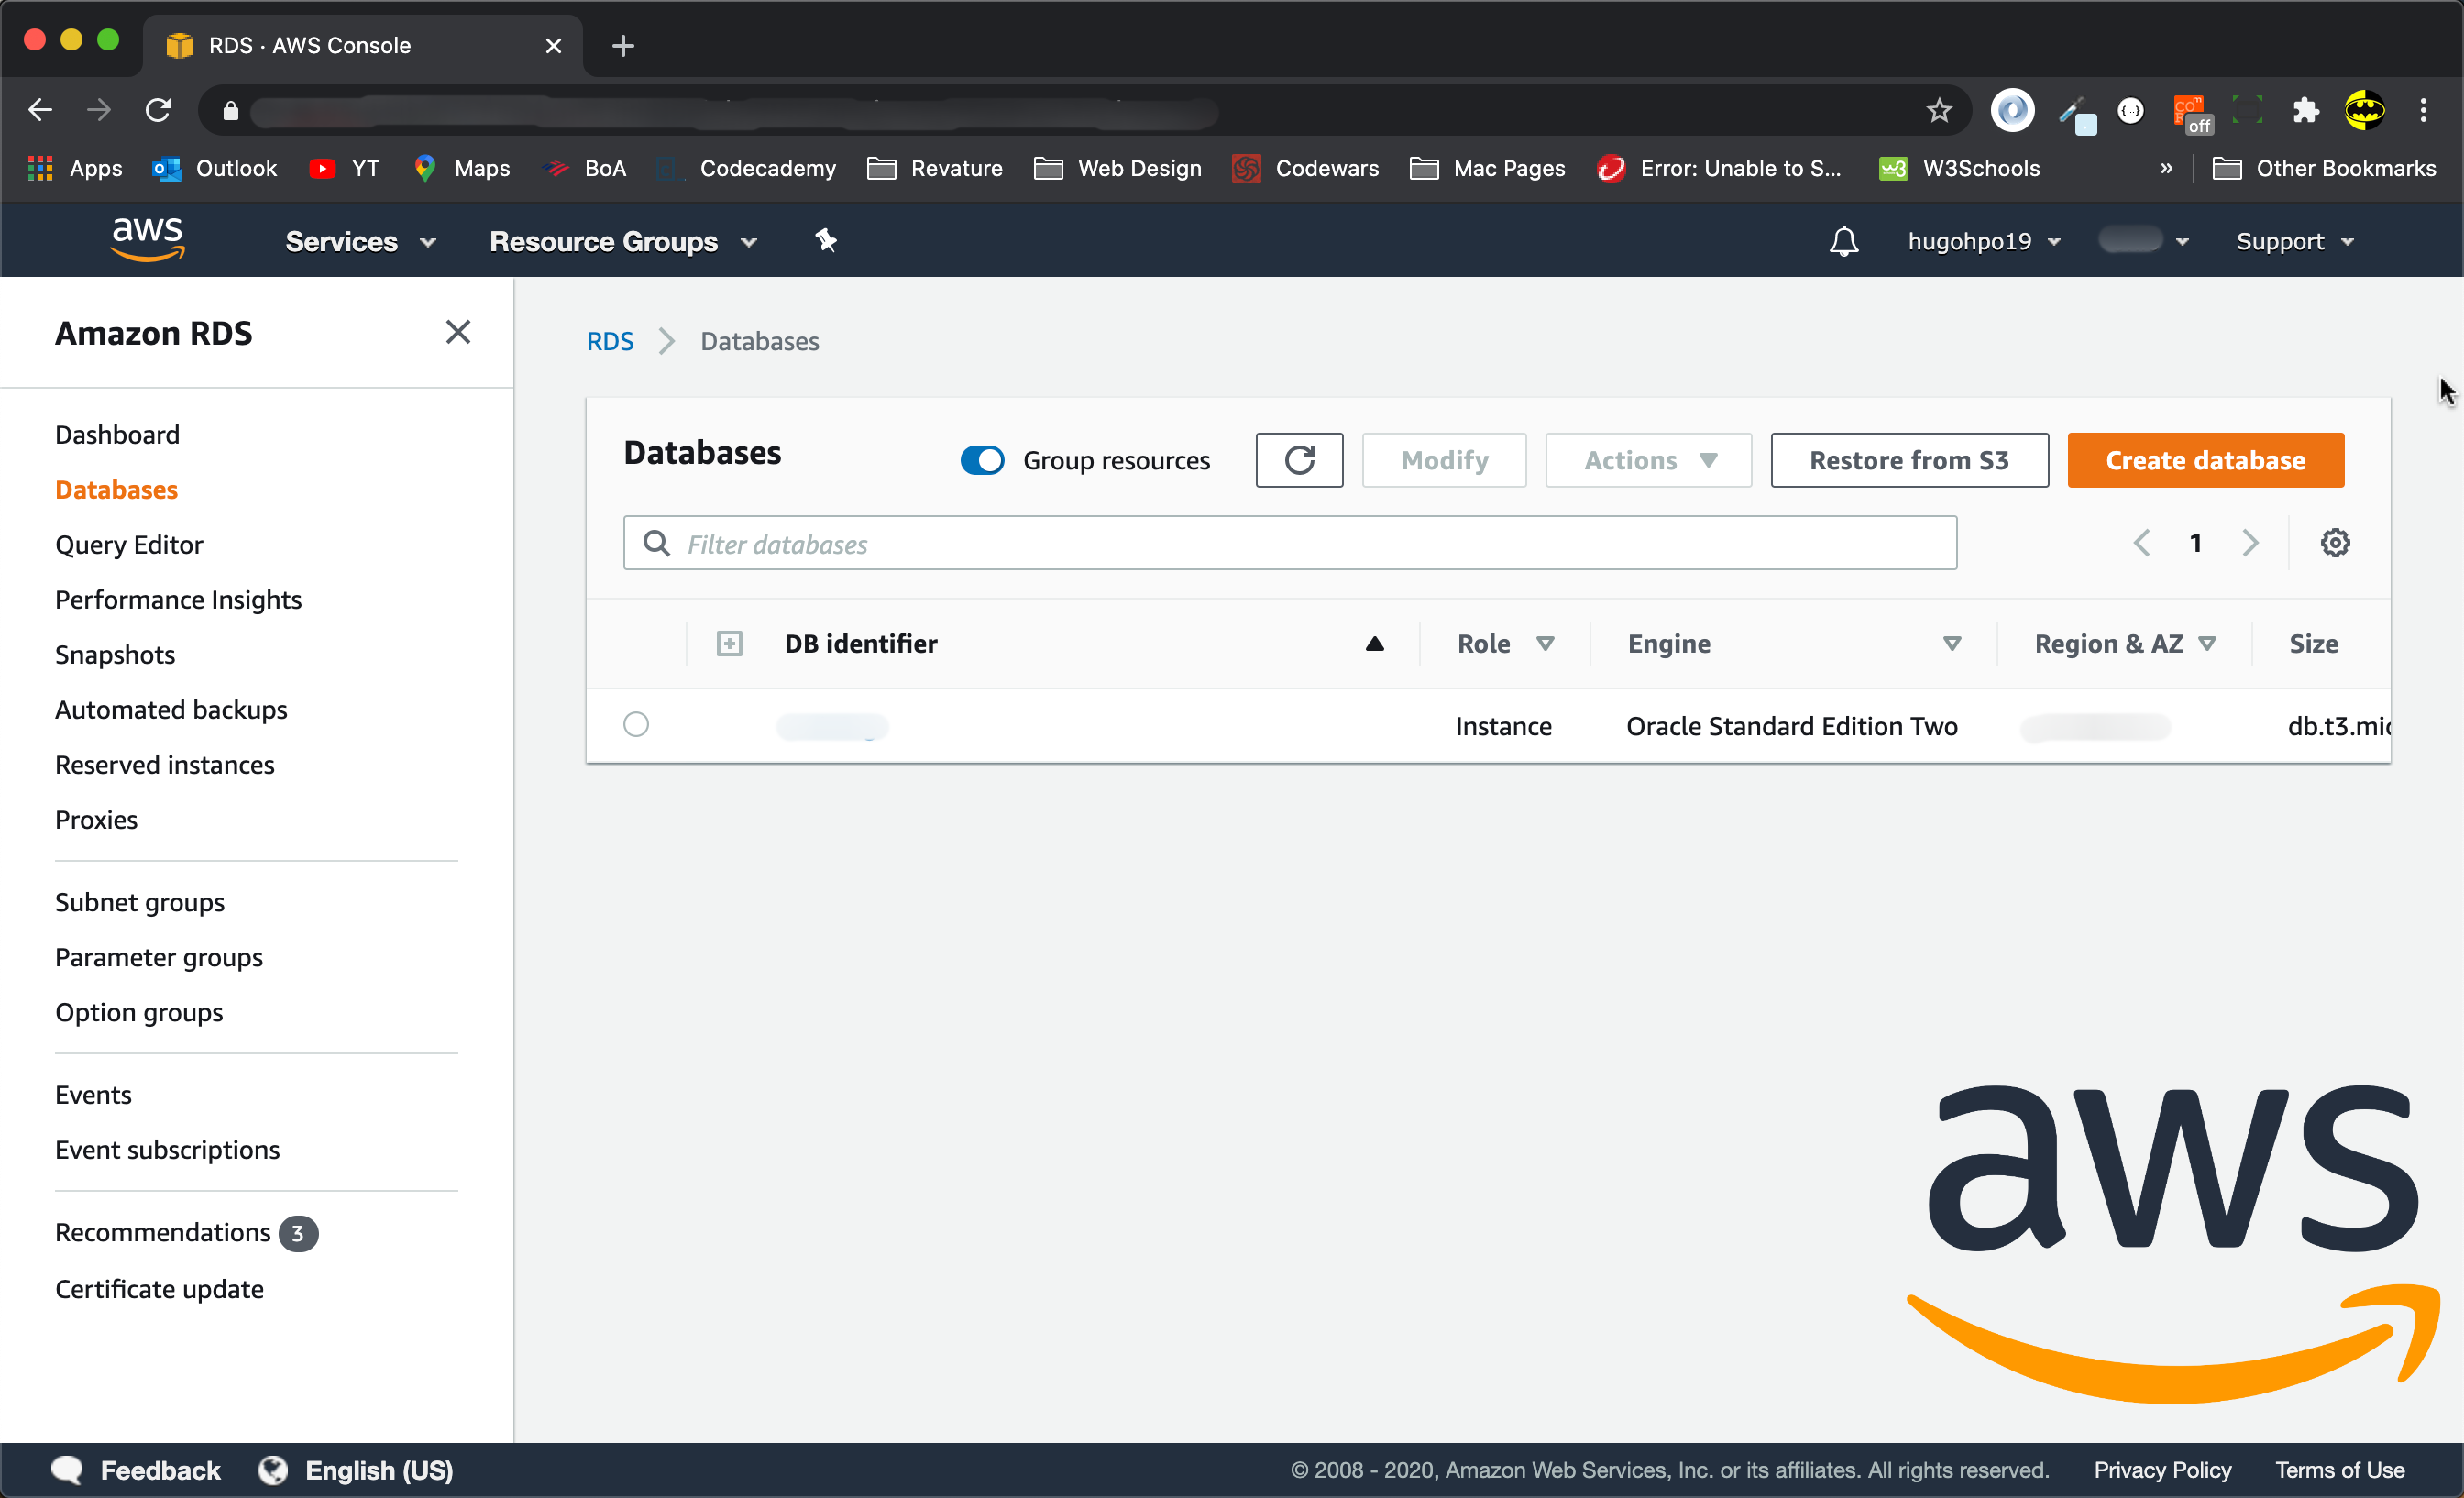 RDS · AWS Console
off
Apps Outlook YT Maps BoA Codecademy Revature Web Design Codewars Mac Pages Error: Unable to S... W3Schools » Other Bookmarks
aws Services Resource Groups hugohpo19 Support
Amazon RDS
Dashboard
Databases
Query Editor
Performance Insights
Snapshots
Automated backups
Reserved instances
Proxies
Subnet groups
Parameter groups
Option groups
Events
Event subscriptions
Recommendations 3
Certificate update
RDS > Databases
Databases Group resources Modify Actions Restore from S3 Create database
Filter databases 1
DB identifier Role Engine Region & AZ Size
Instance Oracle Standard Edition Two db.t3.mic
aws
Feedback English (US) © 2008 - 2020, Amazon Web Services, Inc. or its affiliates. All rights reserved. Privacy Policy Terms of Use